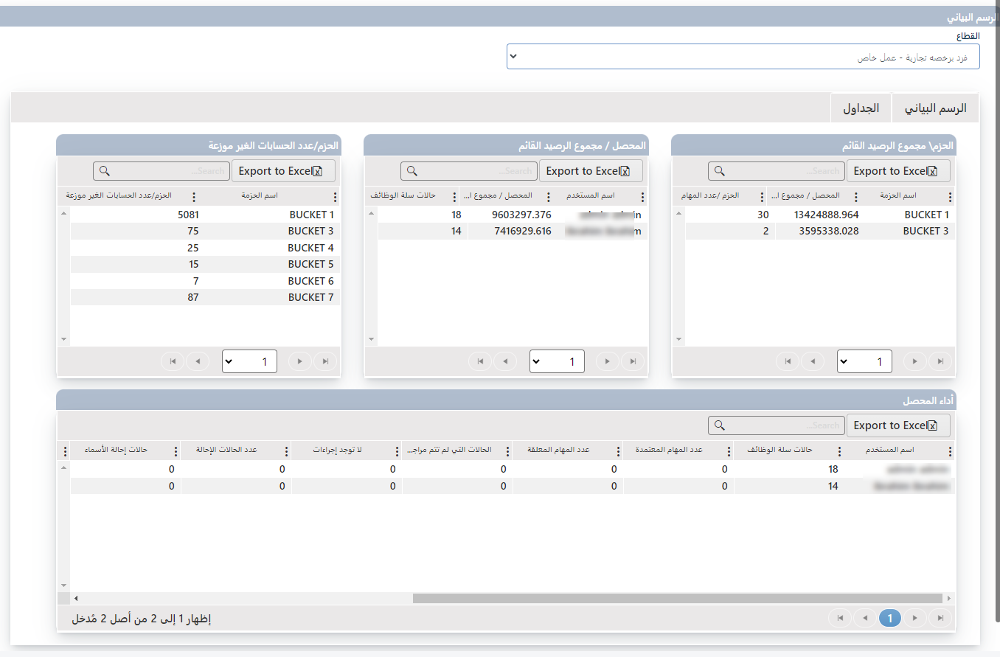 الرسم البياني
القطاع
فرد برخصه تجارية - عمل خاص
الرسم البياني
الجداول
الحزم\ مجموع الرصيد القائم
Export to Excel
Search...
اسم الحزمة
المحصل / مجموع ا...
الحزم /عدد المهام
BUCKET 1 13424888.964 30
BUCKET 3 3595338.028 2
1
المحصل / مجموع الرصيد القائم
Export to Excel
Search...
اسم المستخدم
المحصل / مجموع ا...
حالات سلة الوظائف
9603297.376 18
7416929.616 14
1
الحزم/عدد الحسابات الغير موزعة
Export to Excel
Search...
اسم الحزمة
الحزم/عدد الحسابات الغير موزعة
BUCKET 1 5081
BUCKET 3 75
BUCKET 4 25
BUCKET 5 15
BUCKET 6 7
BUCKET 7 87
1
أداء المحصل
Export to Excel
Search...
اسم المستخدم
حالات سلة الوظائف
عدد المهام المعتمدة
عدد المهام المعلقة
الحالات التي لم تتم مراجـ...
لا توجد إجراءات
عدد الحالات الإحالة
حالات إحالة الأسماء
18 0 0 0 0 0 0
14 0 0 0 0 0 0
1
إظهار 1 إلى 2 من أصل 2 مُدخل